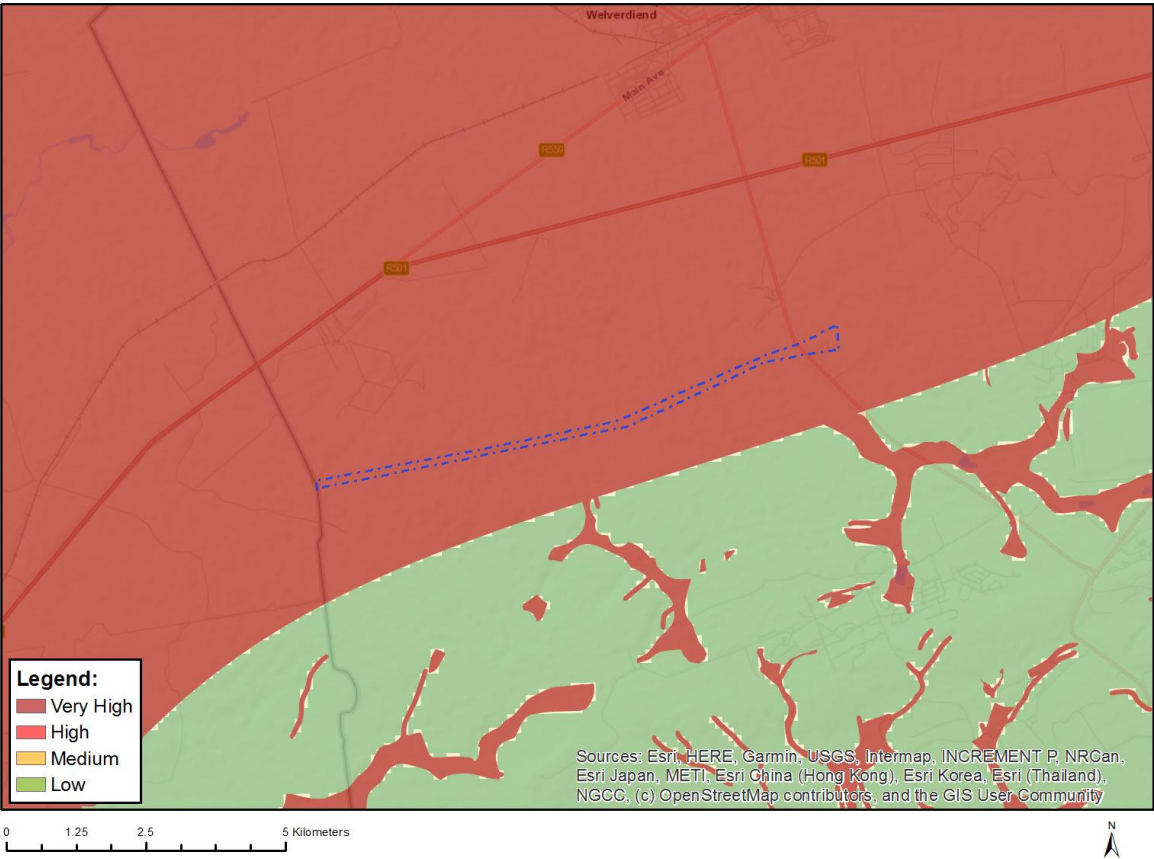 Welverdiend
Main Ave
R559
R501
R501
Legend:
Very High
High
Medium
Low
Sources: Esri, HERE, Garmin, USGS, Intermap, INCREMENT P, NRCan,
Esri Japan, METI, Esri China (Hong Kong), Esri Korea, Esri (Thailand),
NGCC, (c) OpenStreetMap contributors, and the GIS User Community
0 1.25 2.5 5 Kilometers
N